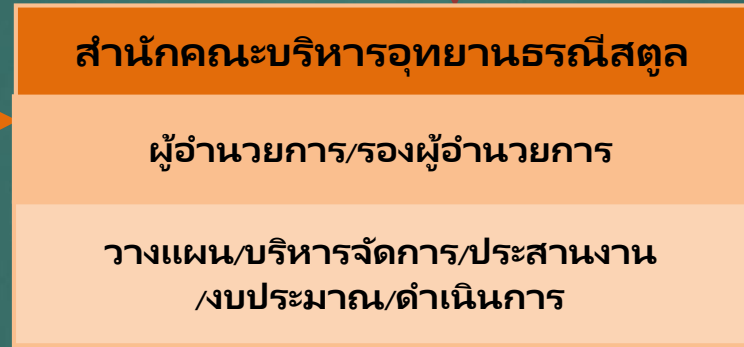 สำนักคณะบริหารอุทยานธรณีสตูล
ผู้อำนวยการ/รองผู้อำนวยการ
วางแผน/บริหารจัดการ/ประสานงาน
/งบประมาณ/ดำเนินการ